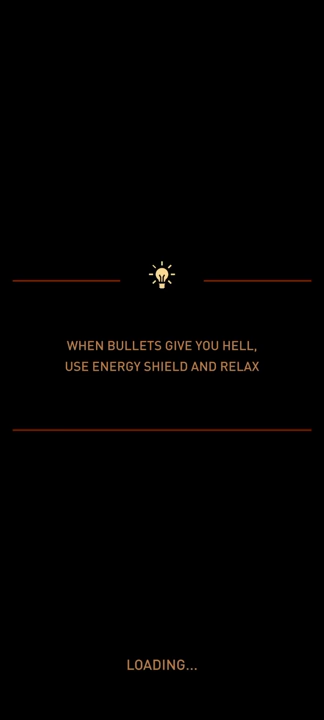 WHEN BULLETS GIVE YOU HELL,
USE ENERGY SHIELD AND RELAX
LOADING...